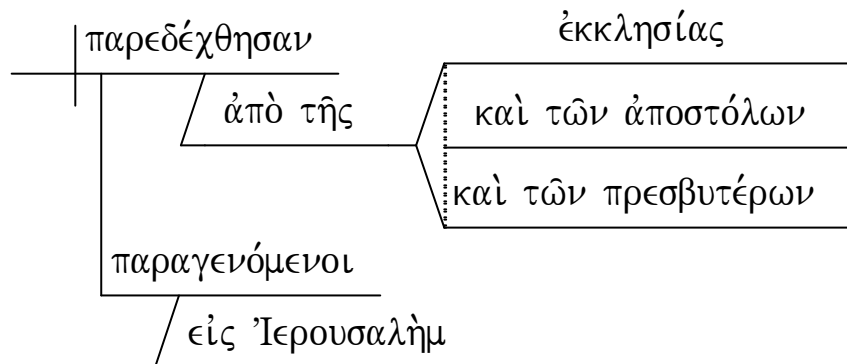 παρεδέχθησαν
ἐκκλησίας
ἀπὸ τῆς
καὶ τῶν ἀποστόλων
καὶ τῶν πρεσβυτέρων
παραγενόμενοι
εἰς Ἰερουσαλὴμ